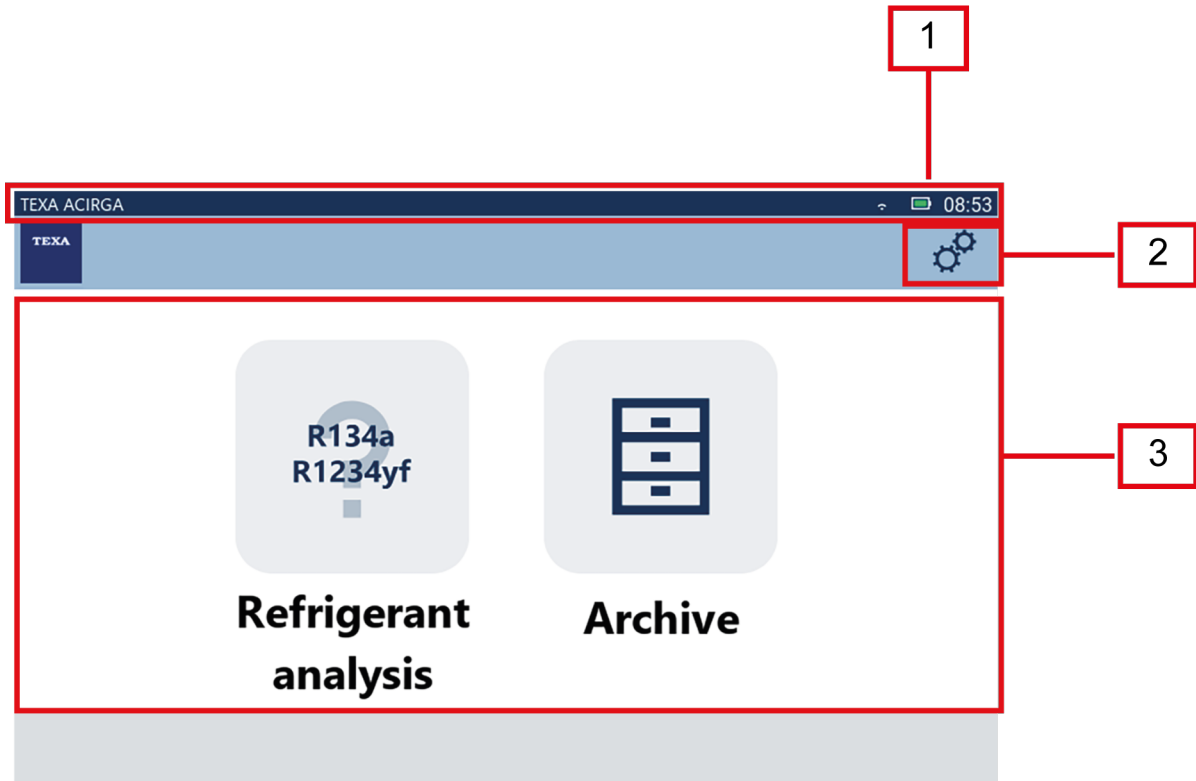 1
TEXA ACIRGA
08:53
TEXA
2
R134a
R1234yf
3
Refrigerant
analysis
Archive